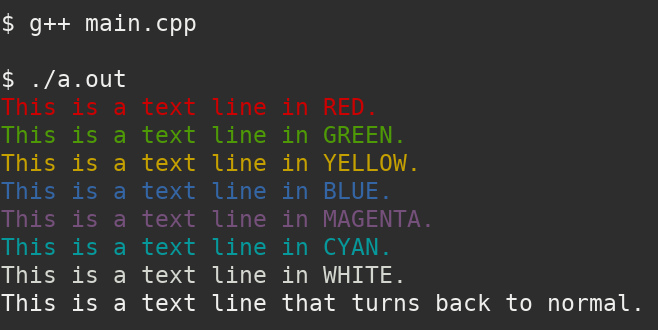 $ g++ main.cpp
$ ./a.out
This is a text line in RED.
This is a text line in GREEN.
This is a text line in YELLOW.
This is a text line in BLUE.
This is a text line in MAGENTA.
This is a text line in CYAN.
This is a text line in WHITE.
This is a text line that turns back to normal.